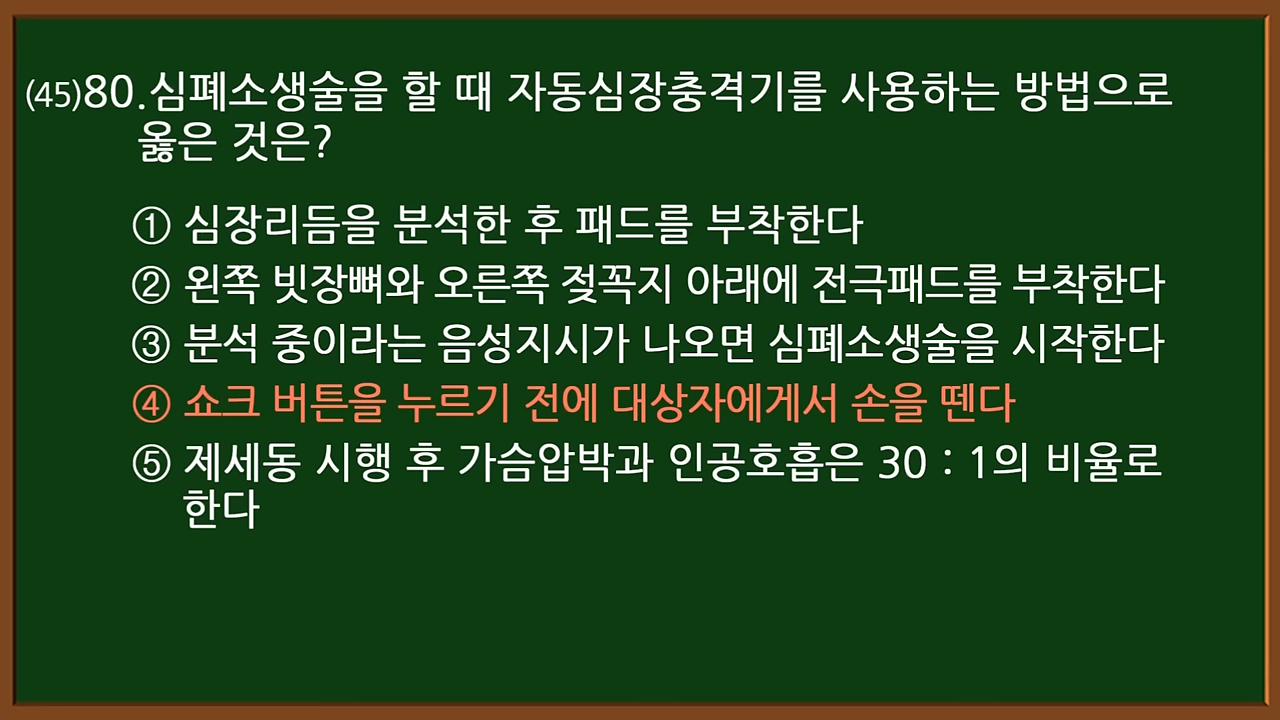 (45)80.심폐소생술을 할 때 자동심장충격기를 사용하는 방법으로
옳은 것은?
① 심장리듬을 분석한 후 패드를 부착한다
② 왼쪽 빗장뼈와 오른쪽 젖꼭지 아래에 전극패드를 부착한다
③ 분석 중이라는 음성지시가 나오면 심폐소생술을 시작한다
④ 쇼크 버튼을 누르기 전에 대상자에게서 손을 뗀다
⑤ 제세동 시행 후 가슴압박과 인공호흡은 30 : 1의 비율로
한다